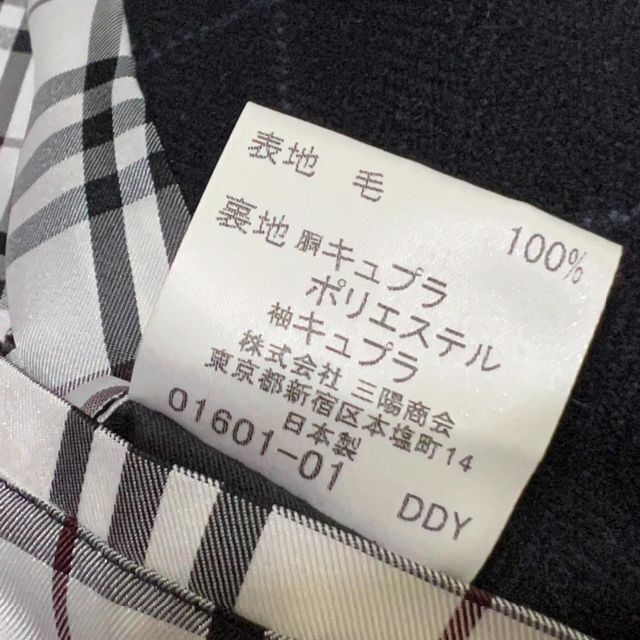 表地 毛 100%
裏地 胴キュプラ
ポリエステル
袖キュプラ
株式会社 三陽商会
東京都新宿区本塩町14
日本製
01601-01 DDY